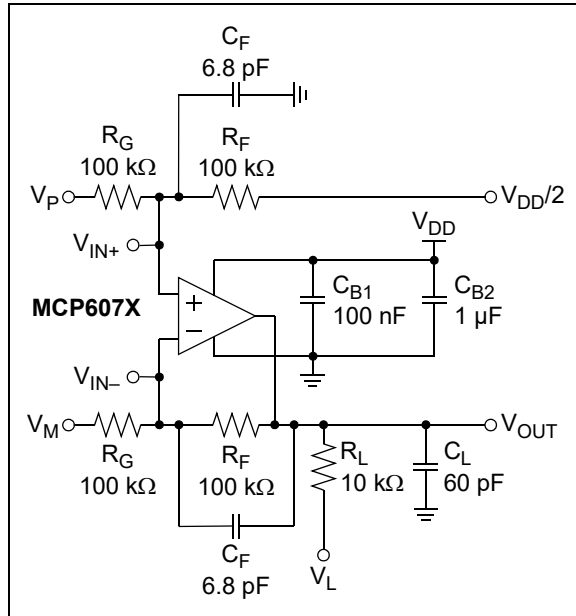 C_F
6.8 pF
R_G
100 kΩ
R_F
100 kΩ
V_P
V_DD/2
V_IN+
V_DD
MCP607X
+
−
C_B1
100 nF
C_B2
1 µF
V_IN–
V_M
V_OUT
R_G
100 kΩ
R_F
100 kΩ
R_L
10 kΩ
C_L
60 pF
C_F
6.8 pF
V_L